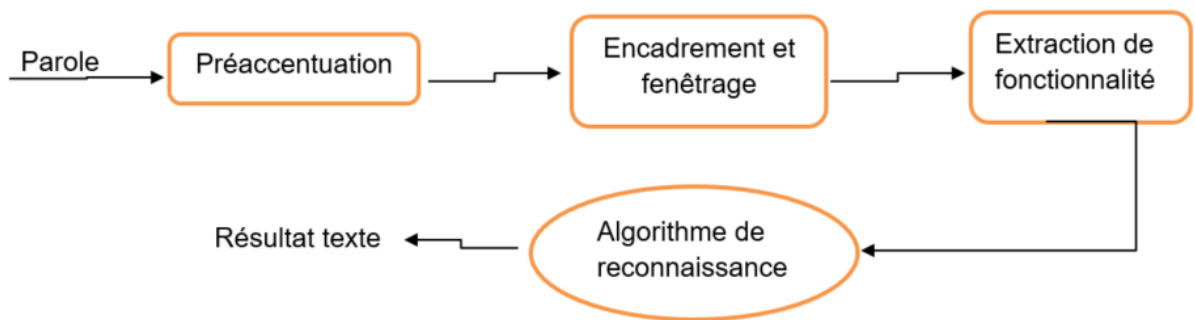 Parole
Préaccentuation
Encadrement et
fenêtrage
Extraction de
fonctionnalité
Algorithme de
reconnaissance
Résultat texte